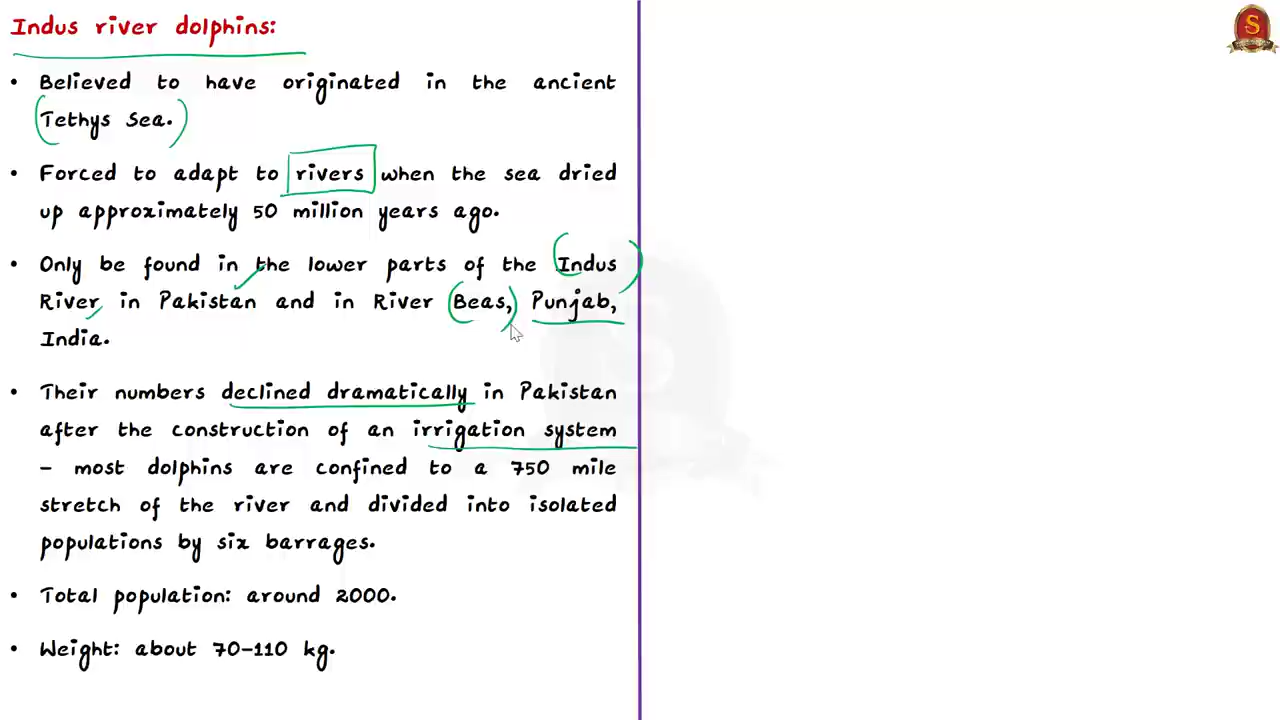 Indus river dolphins:
• Believed to have originated in the ancient
Tethys Sea.
• Forced to adapt to rivers when the sea dried
up approximately 50 million years ago.
• Only be found in the lower parts of the Indus
River in Pakistan and in River Beas, Punjab,
India.
• Their numbers declined dramatically in Pakistan
after the construction of an irrigation system
– most dolphins are confined to a 750 mile
stretch of the river and divided into isolated
populations by six barrages.
• Total population: around 2000.
• Weight: about 70-110 kg.
S